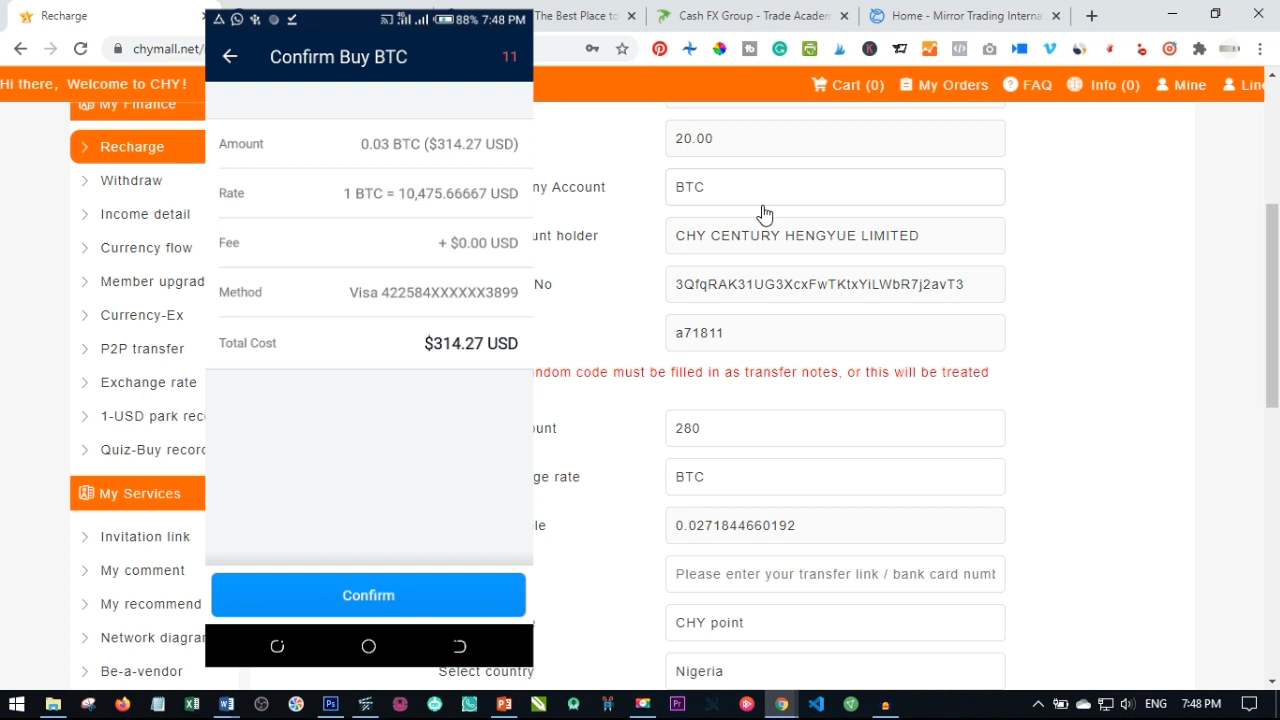 Recharge
The Best Place to
Cash FX Group - Trade Academ
Home - Mirror Trading Interna
chymall.net/
88% 7:48 PM
Confirm Buy BTC
11
Amount
0.03 BTC ($314.27 USD)
Rate
1 BTC = 10,475.66667 USD
Fee
+ $0.00 USD
Method
Visa 422584XXXXXX3899
Total Cost
$314.27 USD
Confirm
Hi there, Welcome to CHY!
Cart (0)
My Orders
FAQ
Info (0)
Mine
Line
My Finance
Recharge
Withdraw
Income detail
Currency flow
Member upgrad
Currency-Ex
P2P transfer
Exchange rate
1-USD park rec
Quiz-Buy record
My Services
Invitation link
My comment
My recommend
Network diagra
Be-a-vendor
20.00
ny Account
BTC
unt holder
CHY CENTURY HENGYUE LIMITED
No
3QfqRAK31UG3XcxFwTKtxYiLWbR7j2avT3
a71811
ndom code must be filled in as transfer notes, or this will be treated
unt
280
ge rate
BTC
le
0.0271844660192
Please enter your transfer link / bank card numb
CHY point
Select country
Nigeria
ENG
7:48 PM